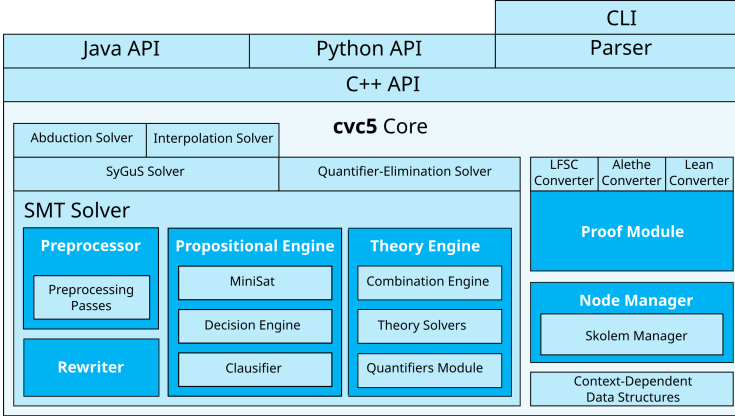 CLI
Java API
Python API
Parser
C++ API
cvc5 Core
Abduction Solver
Interpolation Solver
SyGuS Solver
Quantifier-Elimination Solver
LFSC
Converter
Alethe
Converter
Lean
Converter
SMT Solver
Preprocessor
Preprocessing
Passes
Rewriter
Propositional Engine
MiniSat
Decision Engine
Clausifier
Theory Engine
Combination Engine
Theory Solvers
Quantifiers Module
Proof Module
Node Manager
Skolem Manager
Context-Dependent
Data Structures